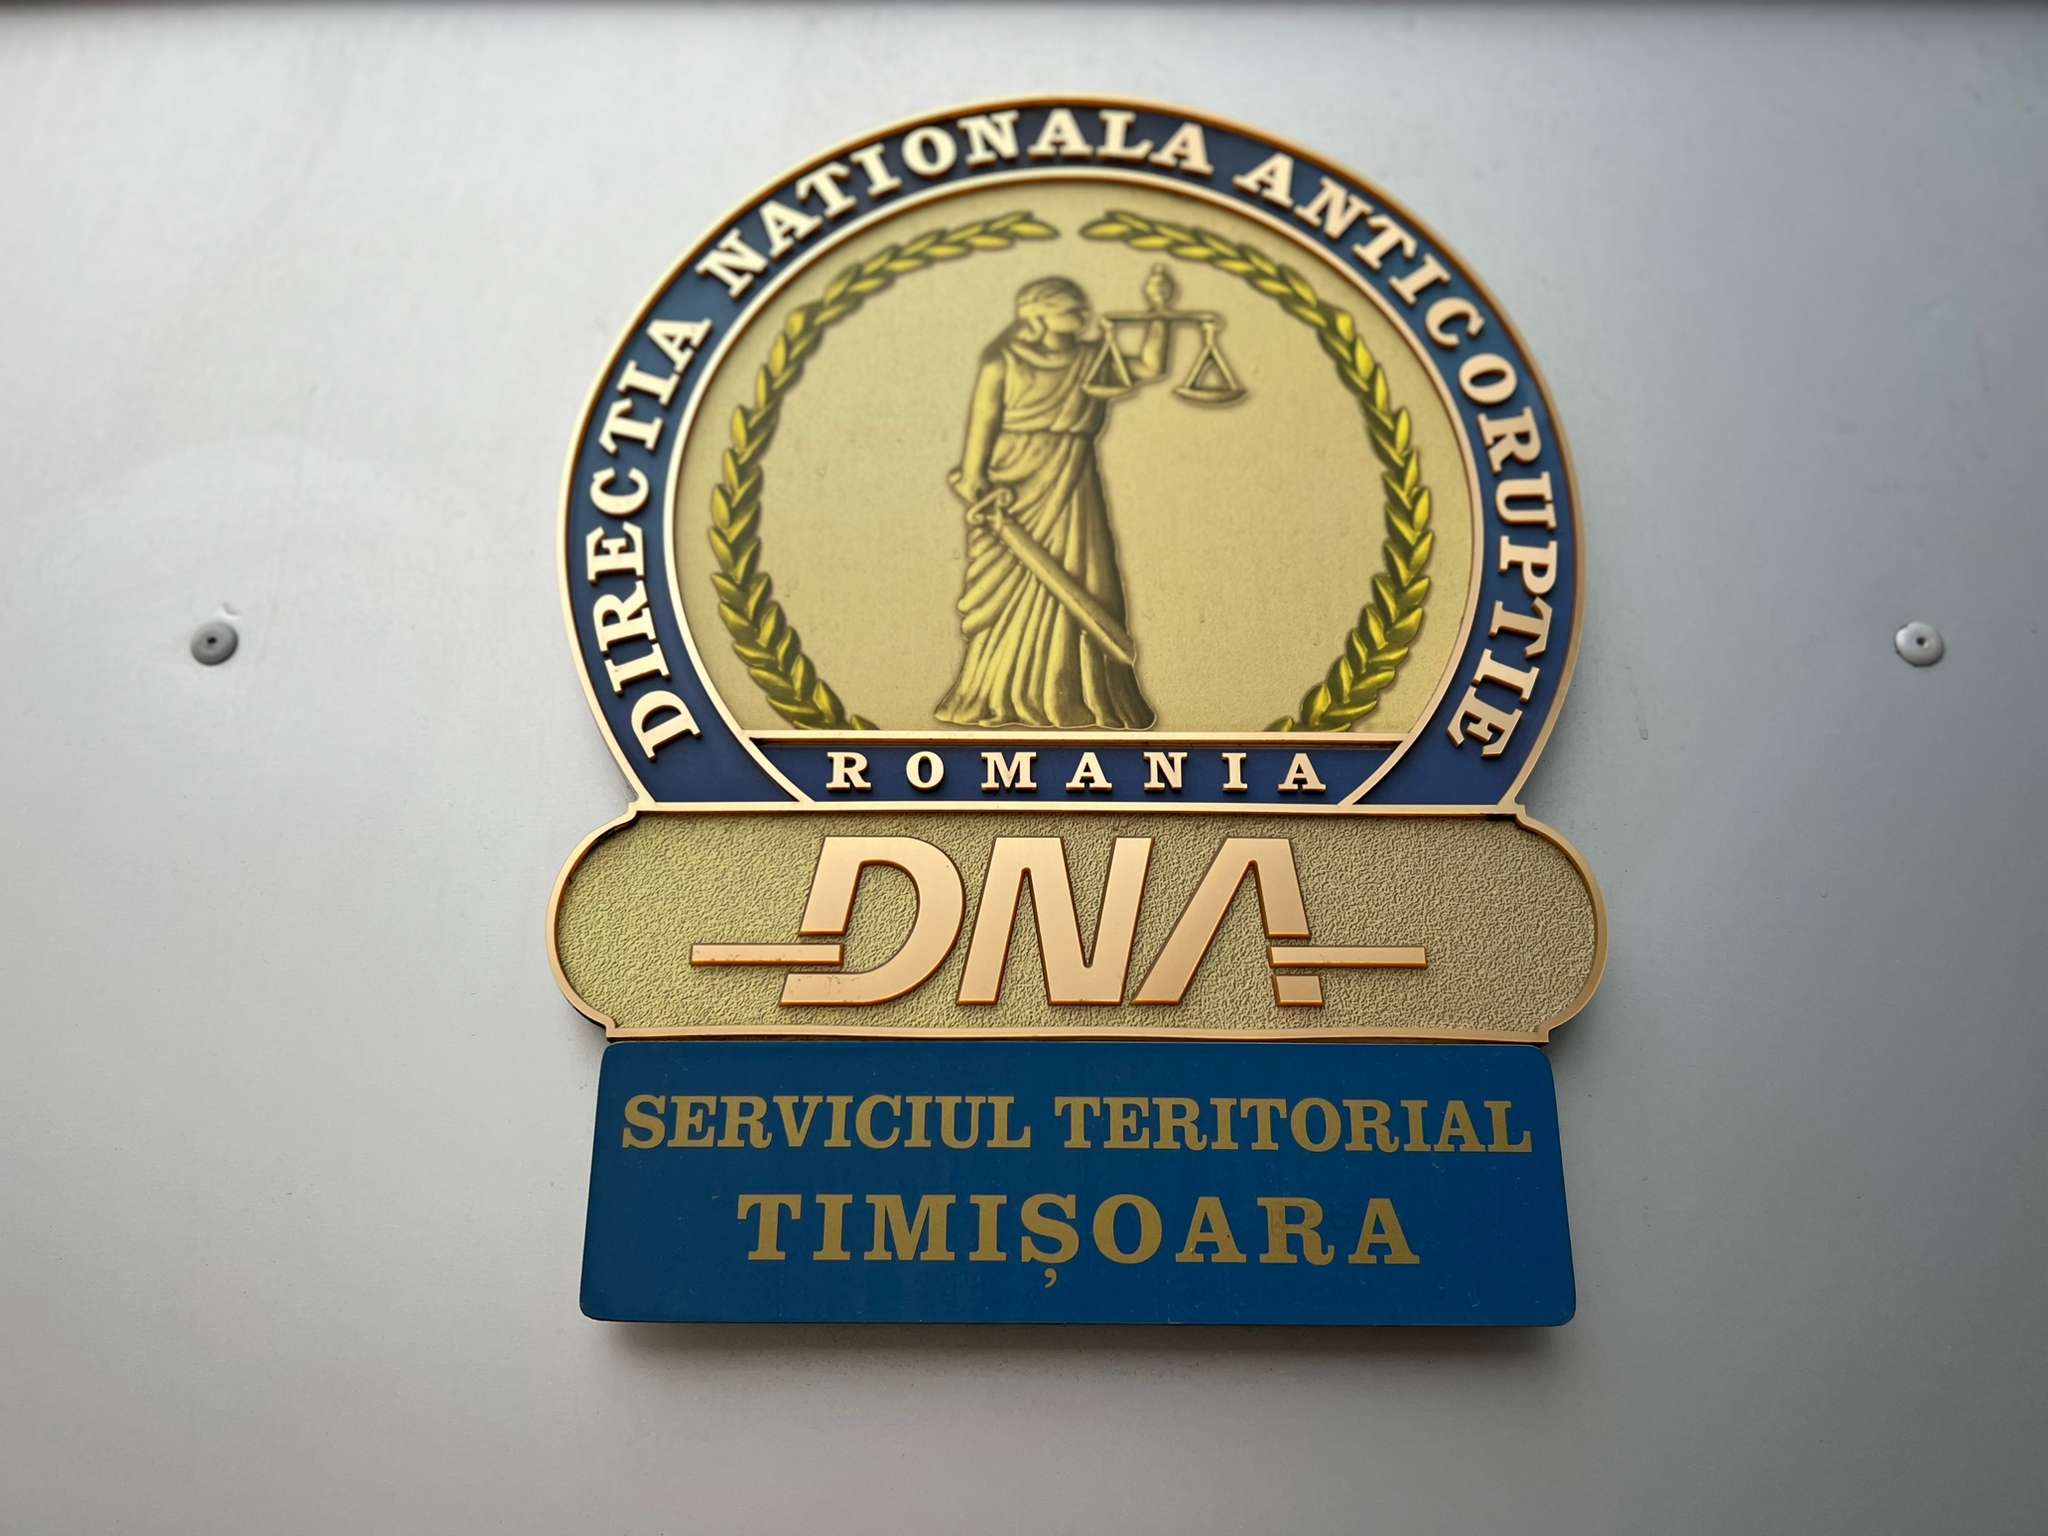 DIRECTIA NATIONALA ANTICORUPTIE
ROMANIA
DNA
SERVICIUL TERITORIAL
TIMIȘOARA